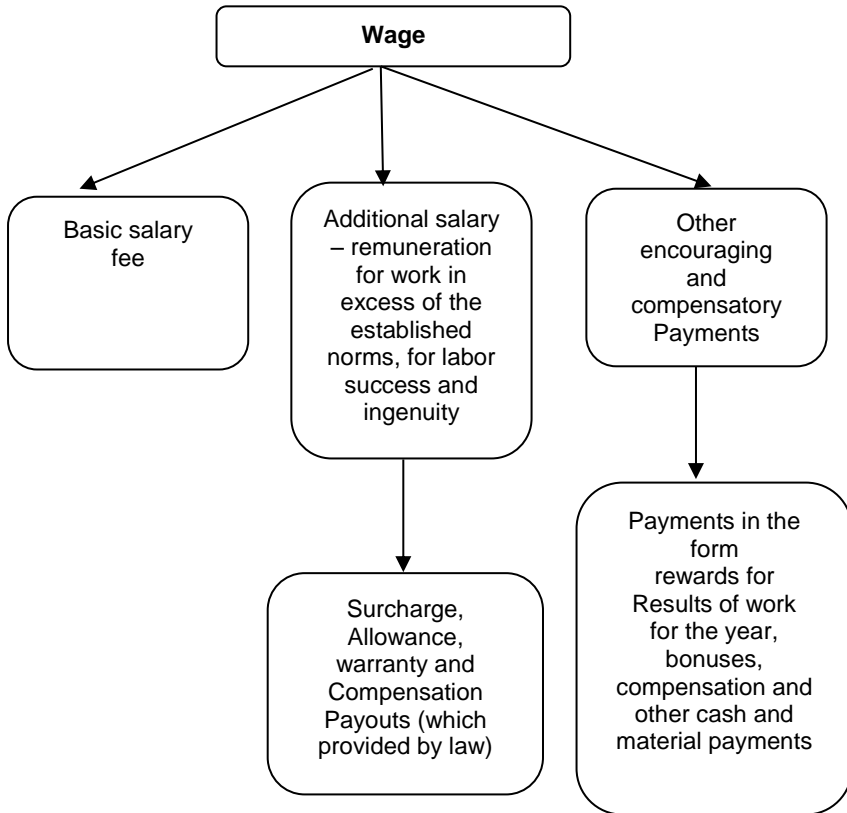 Wage
Basic salary
fee
Additional salary
– remuneration
for work in
excess of the
established
norms, for labor
success and
ingenuity
Other
encouraging
and
compensatory
Payments
Surcharge,
Allowance,
warranty and
Compensation
Payouts (which
provided by law)
Payments in the
form
rewards for
Results of work
for the year,
bonuses,
compensation and
other cash and
material payments